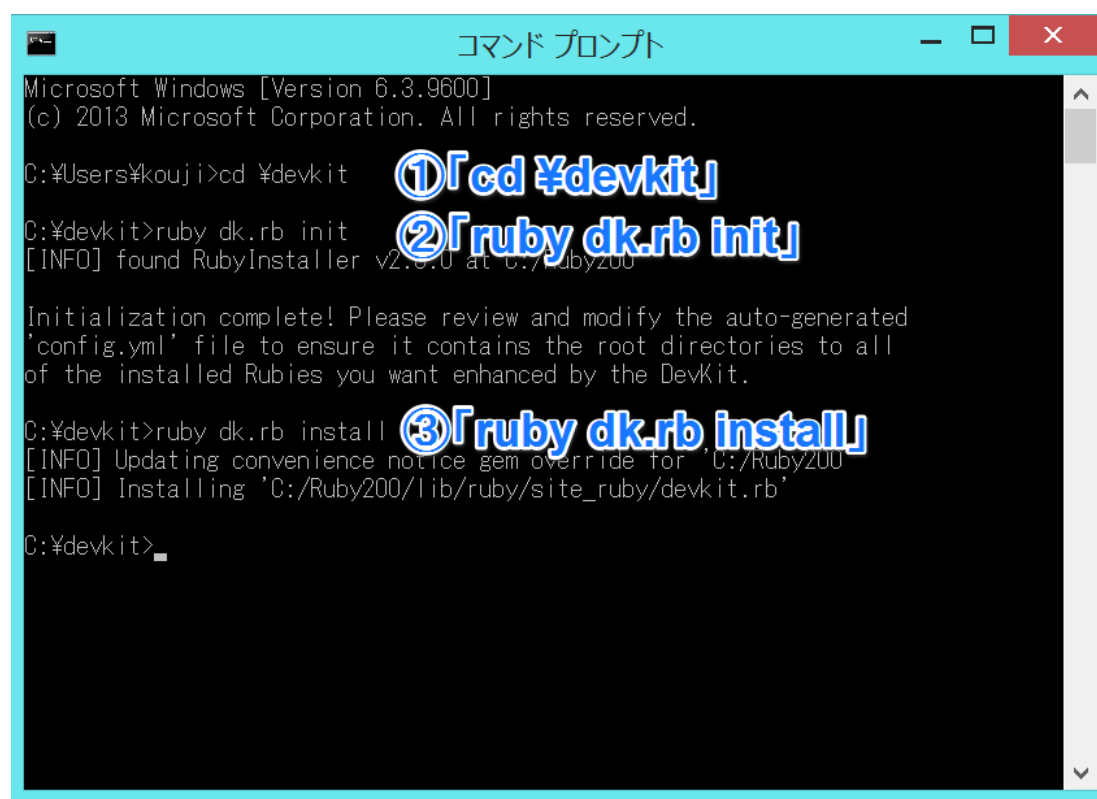 コマンド プロンプト
Microsoft Windows [Version 6.3.9600]
(c) 2013 Microsoft Corporation. All rights reserved.
C:¥Users¥kouji>cd ¥devkit
①「cd ¥devkit」
C:¥devkit>ruby dk.rb init
②「ruby dk.rb init」
[INFO] found RubyInstaller v2.0.0 at C:/Ruby200
Initialization complete! Please review and modify the auto-generated
'config.yml' file to ensure it contains the root directories to all
of the installed Rubies you want enhanced by the DevKit.
C:¥devkit>ruby dk.rb install
③「ruby dk.rb install」
[INFO] Updating convenience notice gem override for 'C:/Ruby200'
[INFO] Installing 'C:/Ruby200/lib/ruby/site_ruby/devkit.rb'
C:¥devkit>